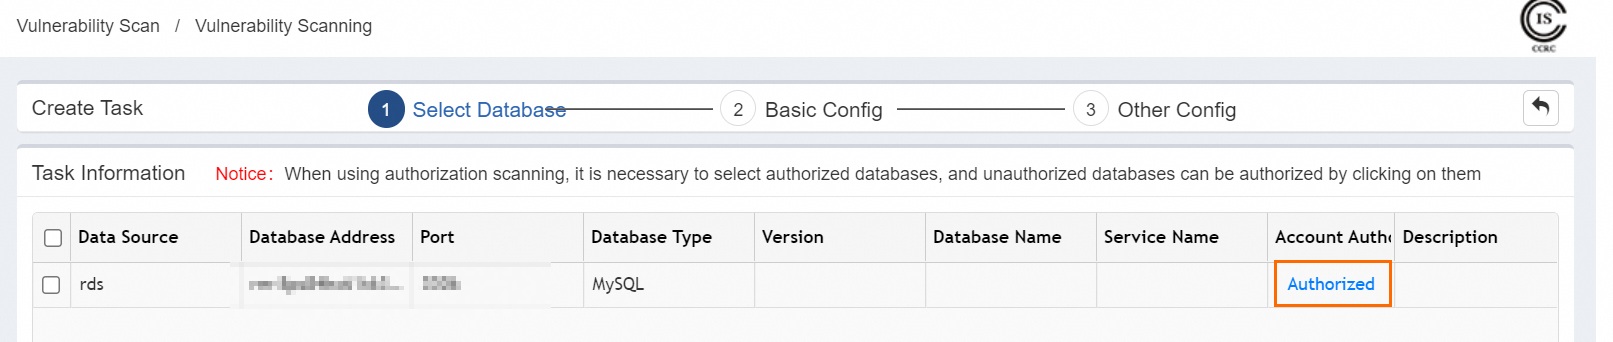 Vulnerability Scan / Vulnerability Scanning
IS
CCRC
Create Task
1 Select Database
2 Basic Config
3 Other Config
Task Information Notice: When using authorization scanning, it is necessary to select authorized databases, and unauthorized databases can be authorized by clicking on them
Data Source Database Address Port Database Type Version Database Name Service Name Account Auth Description
rds MySQL Authorized